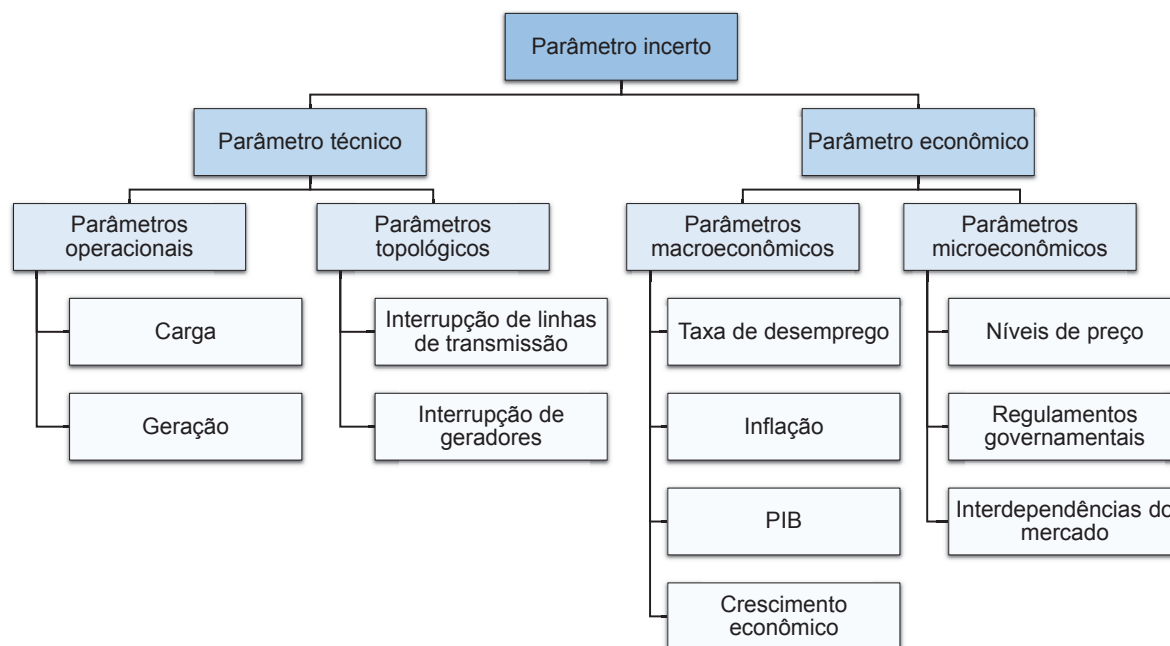 Parâmetro incerto
Parâmetro técnico
Parâmetro econômico
Parâmetros
operacionais
Parâmetros
topológicos
Parâmetros
macroeconômicos
Parâmetros
microeconômicos
Carga
Interrupção de linhas
de transmissão
Taxa de desemprego
Níveis de preço
Geração
Interrupção de
geradores
Inflação
Regulamentos
governamentais
PIB
Interdependências do
mercado
Crescimento
econômico